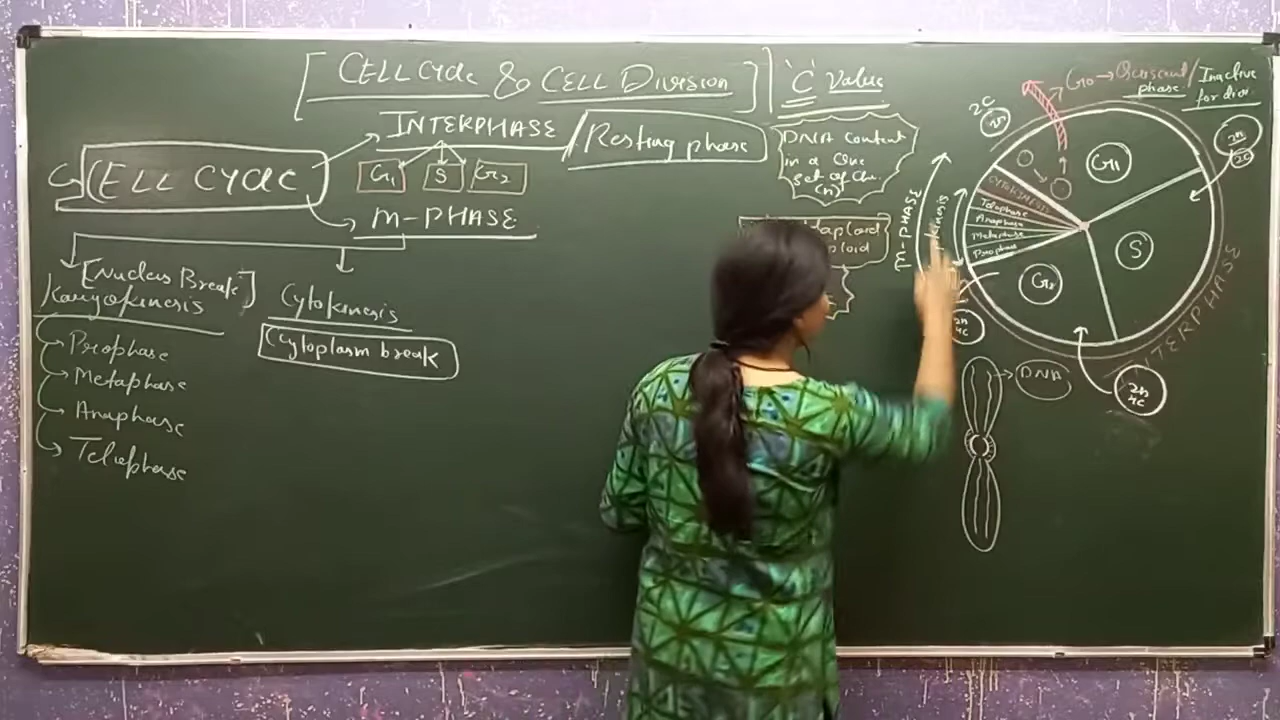 [CELL Cycle & CELL Division]
'C' Value
INTERPHASE / Resting phase
G1 S G2
CELL Cycle
M-PHASE
[Nucleus Break]
Karyokinesis
Prophase
Metaphase
Anaphase
Telophase
Cytokinesis
Cytoplasm break
DNA Content
in a One
set of Chr.
(n)
G0 → Quiescent / Inactive
phase for div.
2C
2n
2C
G1
S
G2
CYTOKINESIS
Telophase
Anaphase
Metaphase
Prophase
M-PHASE
INTERPHASE
2n
4C
2n
4C
DNA